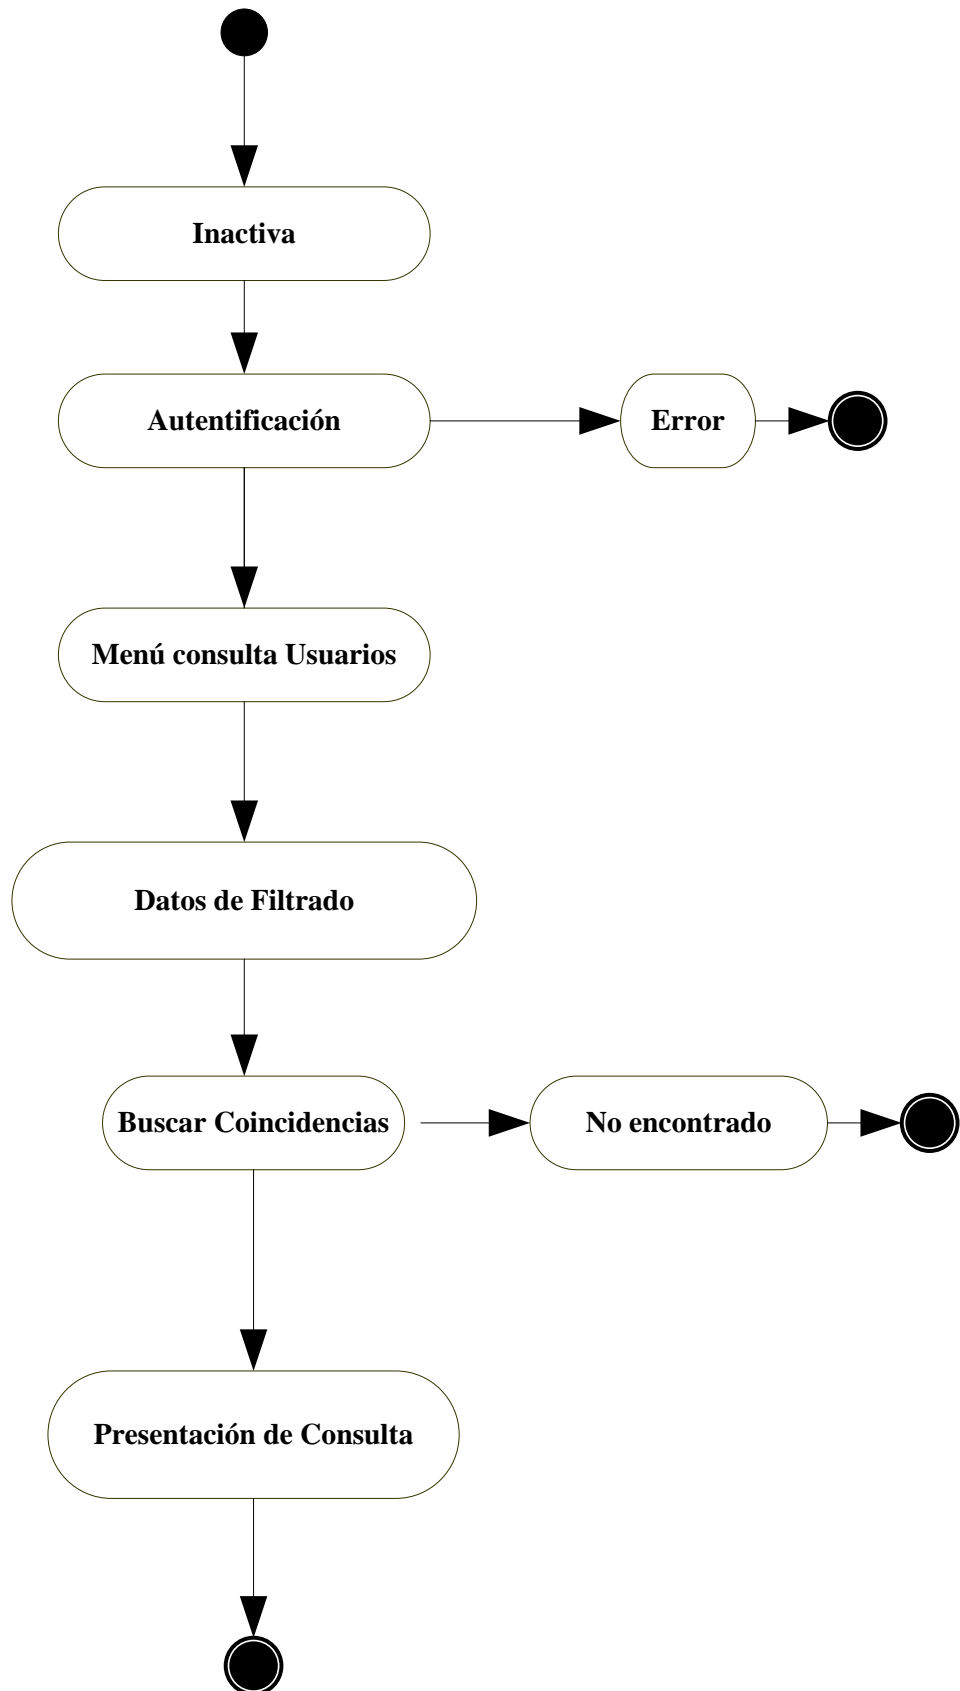 Inactiva
Autentificación
Error
Menú consulta Usuarios
Datos de Filtrado
Buscar Coincidencias
No encontrado
Presentación de Consulta